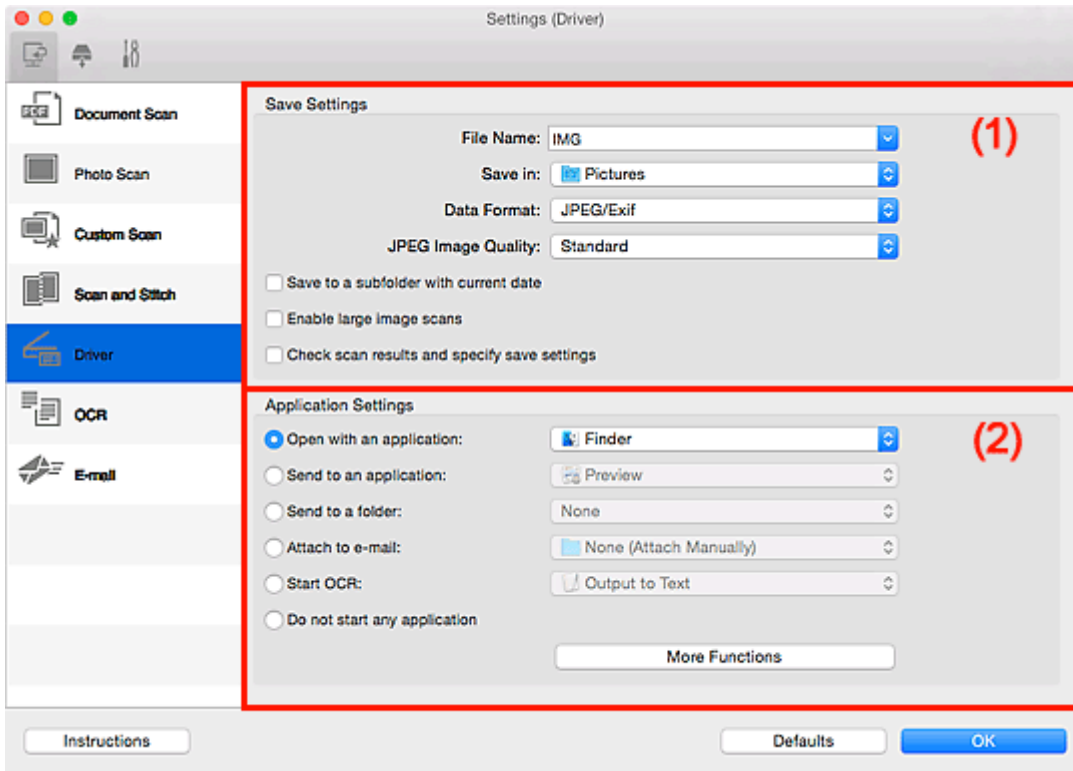 Settings (Driver)
Document Scan
Photo Scan
Custom Scan
Scan and Stitch
Driver
OCR
E-mail
Save Settings
(1)
File Name: IMG
Save in: Pictures
Data Format: JPEG/Exif
JPEG Image Quality: Standard
Save to a subfolder with current date
Enable large image scans
Check scan results and specify save settings
Application Settings
(2)
Open with an application: Finder
Send to an application: Preview
Send to a folder: None
Attach to e-mail: None (Attach Manually)
Start OCR: Output to Text
Do not start any application
More Functions
Instructions
Defaults
OK